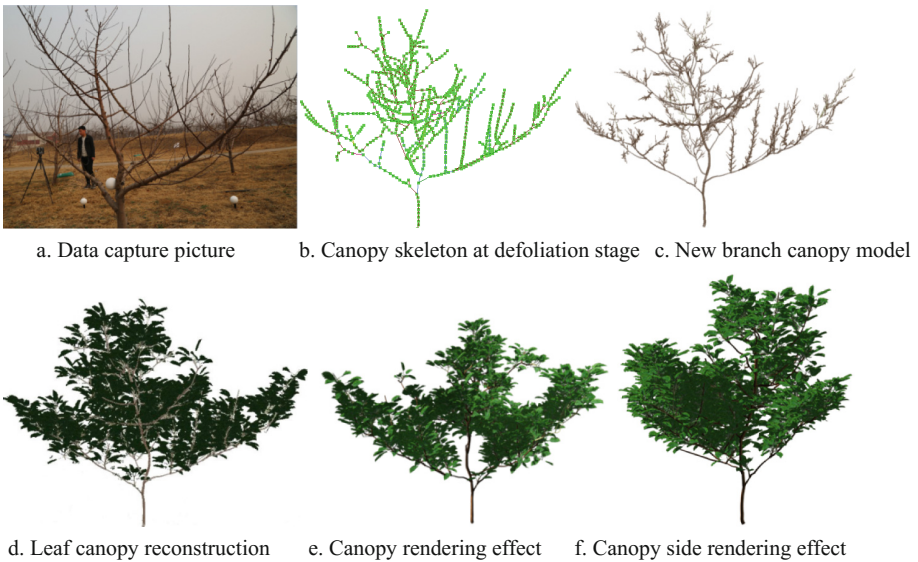 a. Data capture picture
b. Canopy skeleton at defoliation stage
c. New branch canopy model
d. Leaf canopy reconstruction
e. Canopy rendering effect
f. Canopy side rendering effect